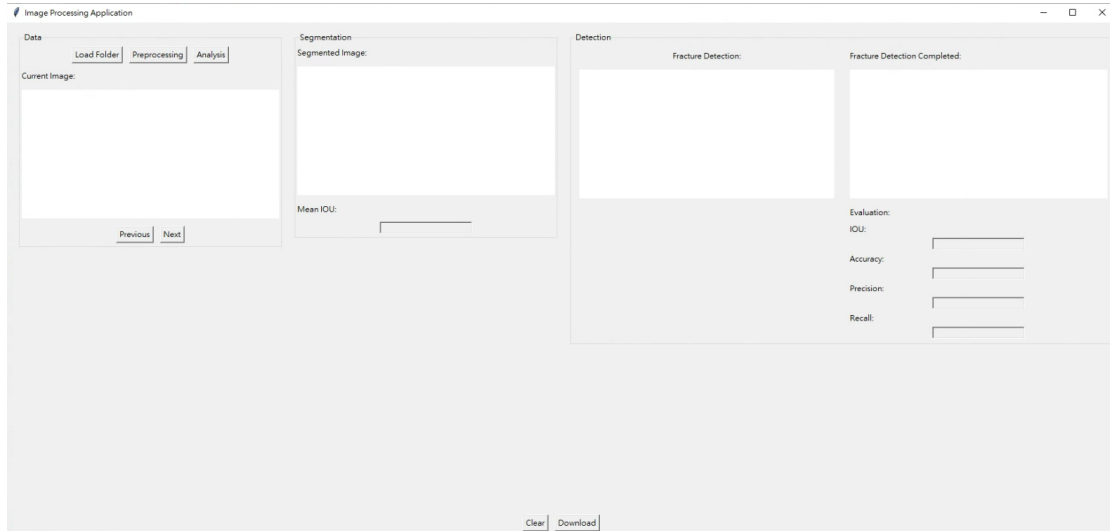 Image Processing Application
Data
Load Folder Preprocessing Analysis
Current Image:
Previous Next
Segmentation
Segmented Image:
Mean IOU:
Detection
Fracture Detection:
Fracture Detection Completed:
Evaluation:
IOU:
Accuracy:
Precision:
Recall:
Clear Download